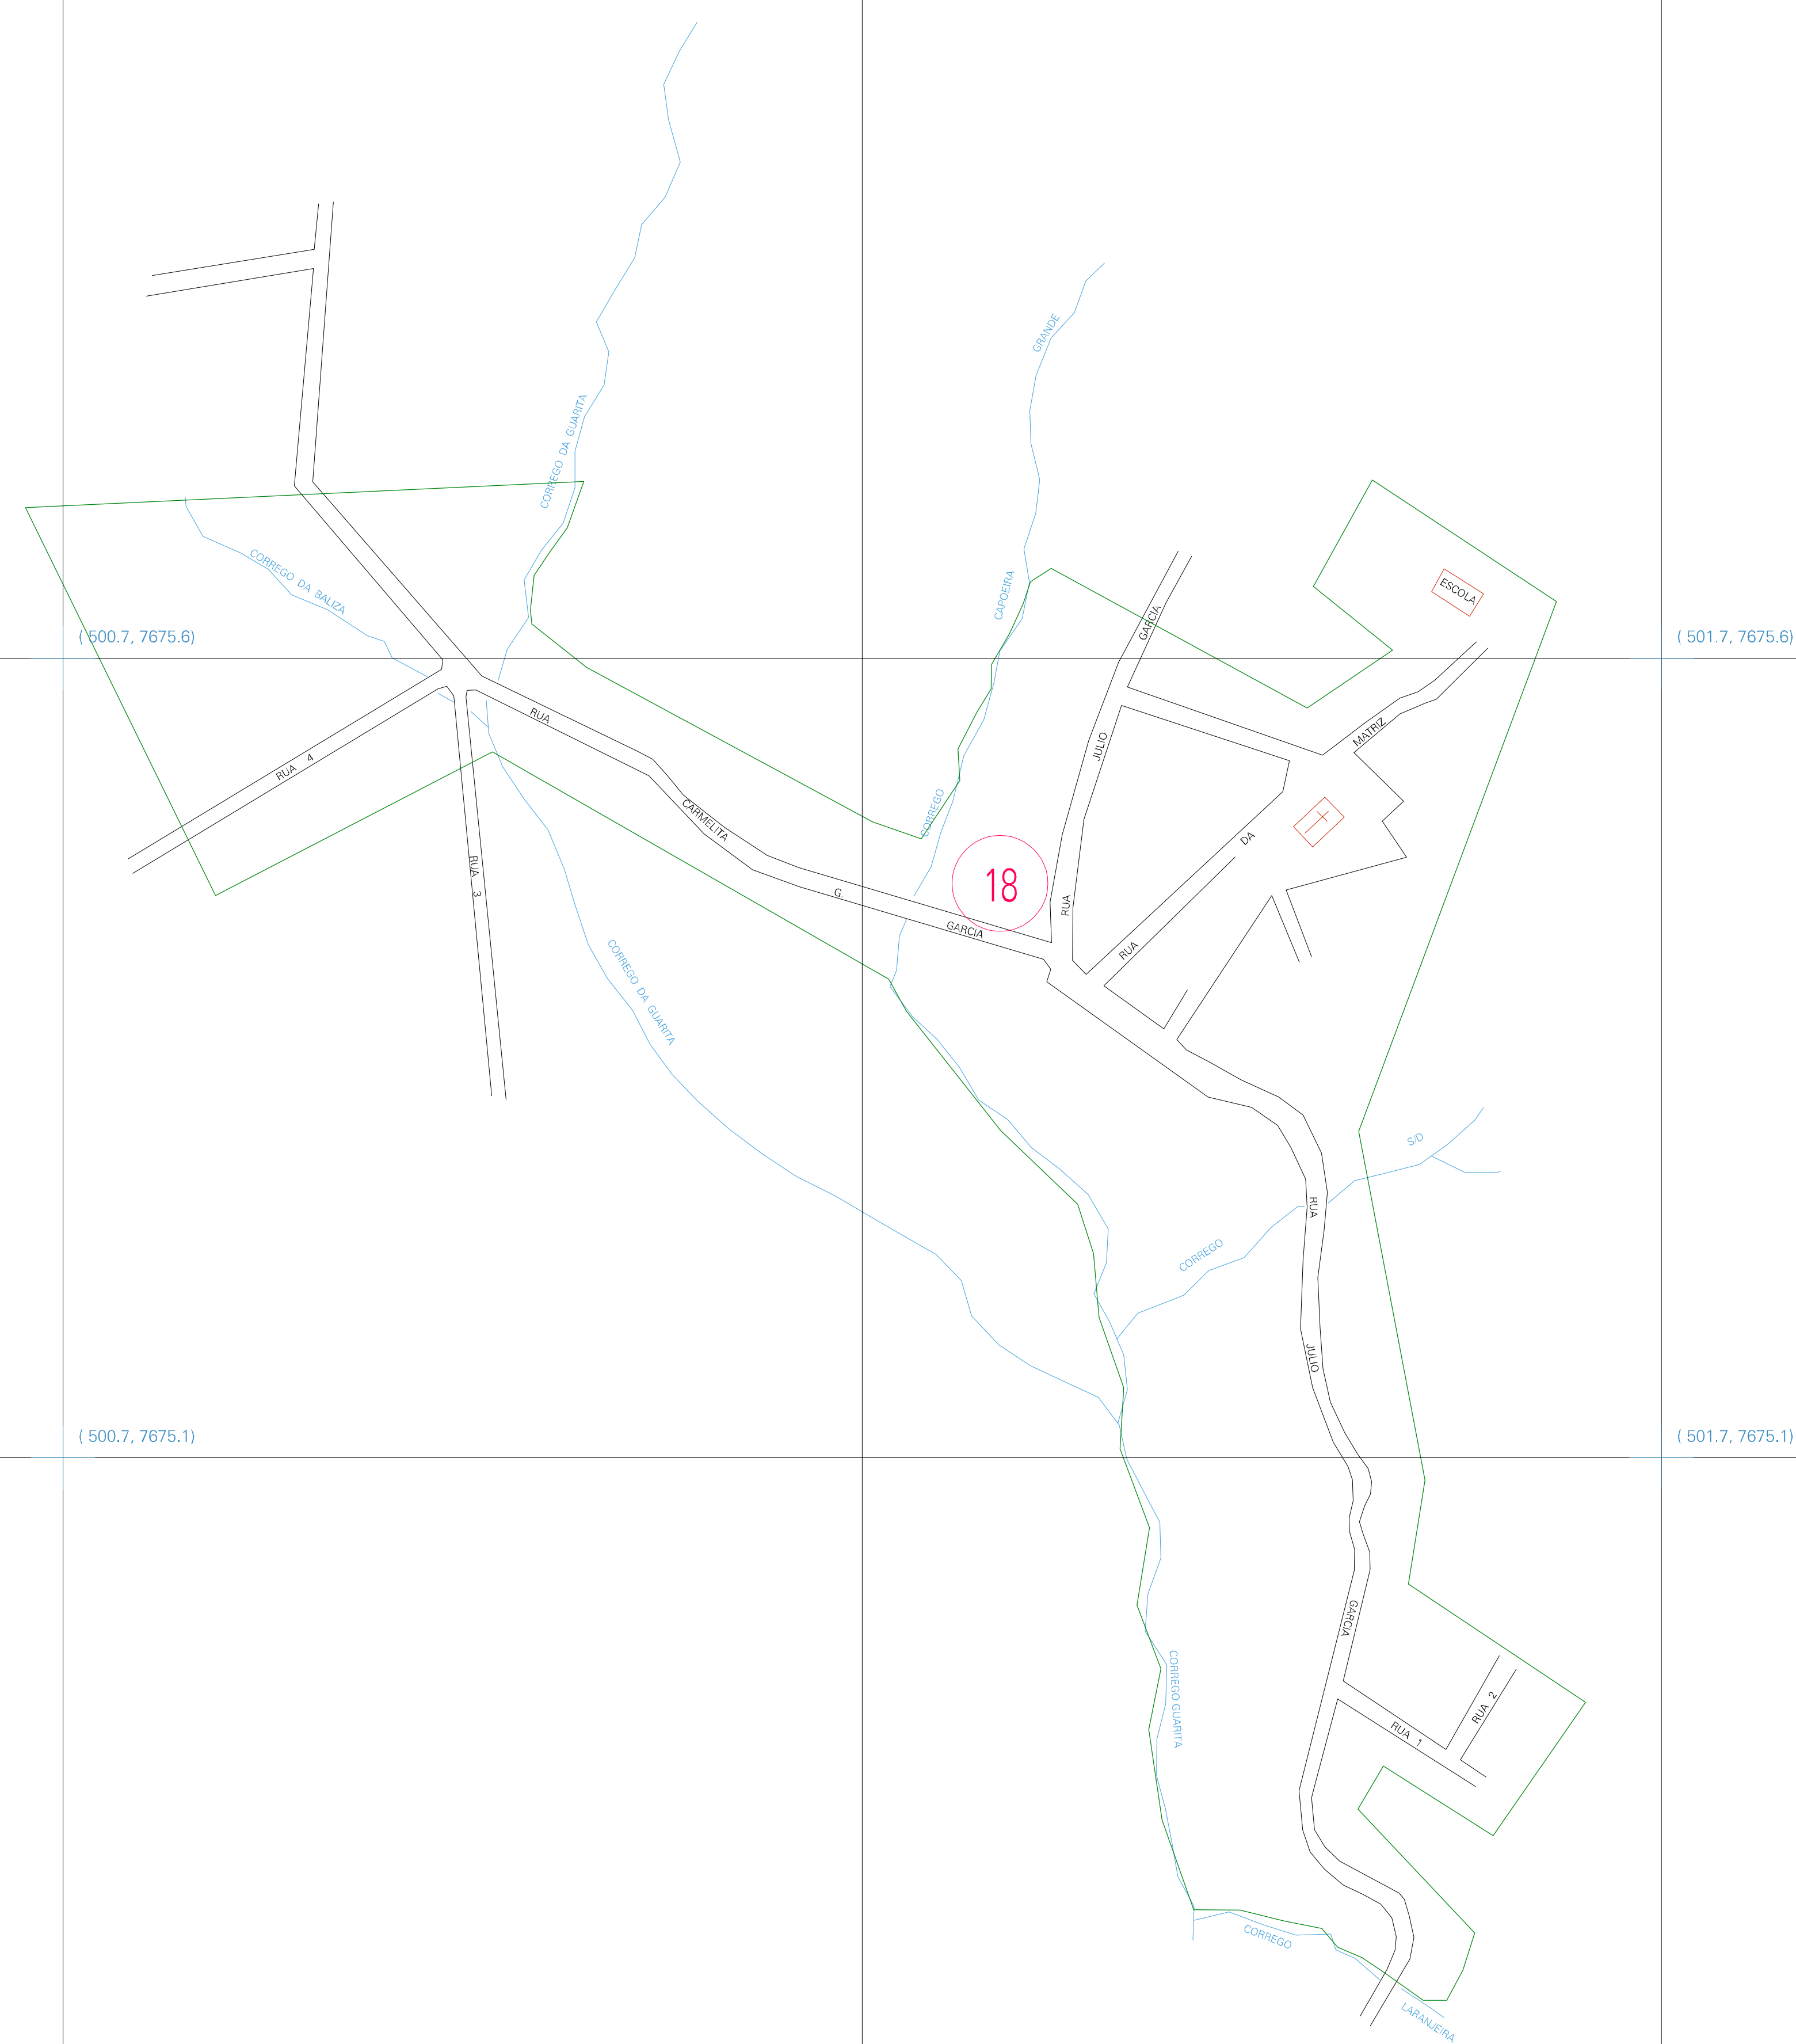 GRANDE
CORREGO DA GUARITA
CORREGO DA BALIZA
CAPOEIRA
ESCOLA
GARCIA
( 500.7, 7675.6)
( 501.7, 7675.6)
RUA
MATRIZ
JULIO
RUA 4
CARMELITA
CORREGO
DA
RUA 3
18
G.
RUA
GARCIA
RUA
CORREGO DA GUARITA
S/D
RUA
CORREGO
JULIO
( 500.7, 7675.1)
( 501.7, 7675.1)
GARCIA
CORREGO GUARITA
RUA 2
RUA 1
CORREGO
LARANJEIRA